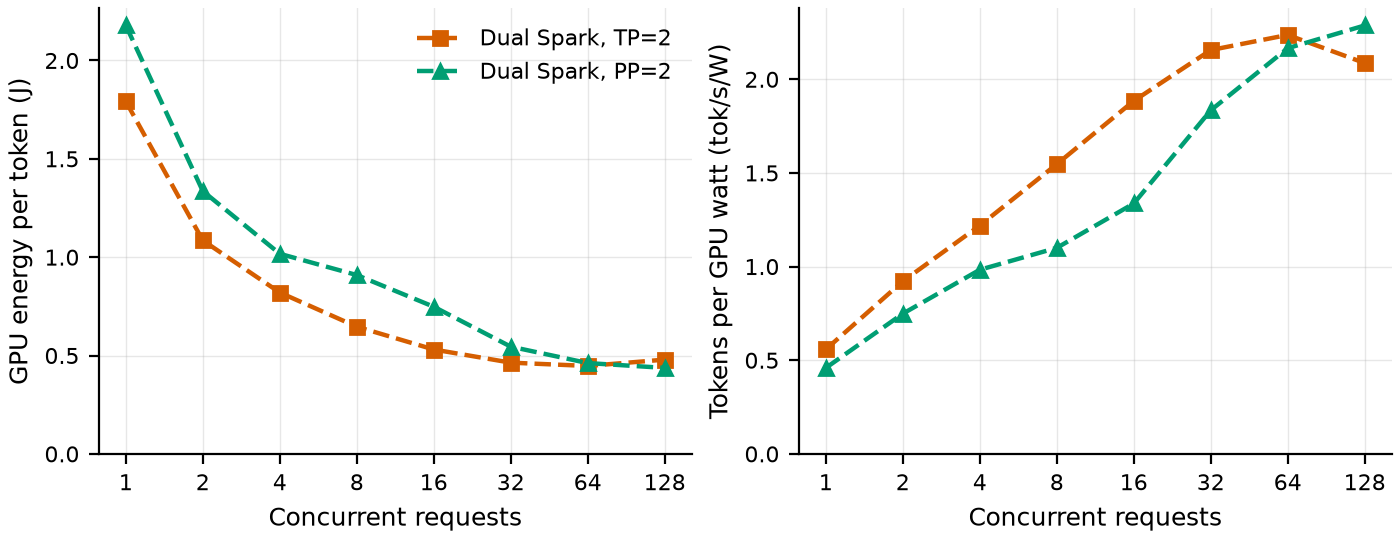 GPU energy per token (J)
2.0
1.5
1.0
0.5
0.0
Dual Spark, TP=2
Dual Spark, PP=2
1 2 4 8 16 32 64 128
Concurrent requests
Tokens per GPU watt (tok/s/W)
2.0
1.5
1.0
0.5
0.0
1 2 4 8 16 32 64 128
Concurrent requests